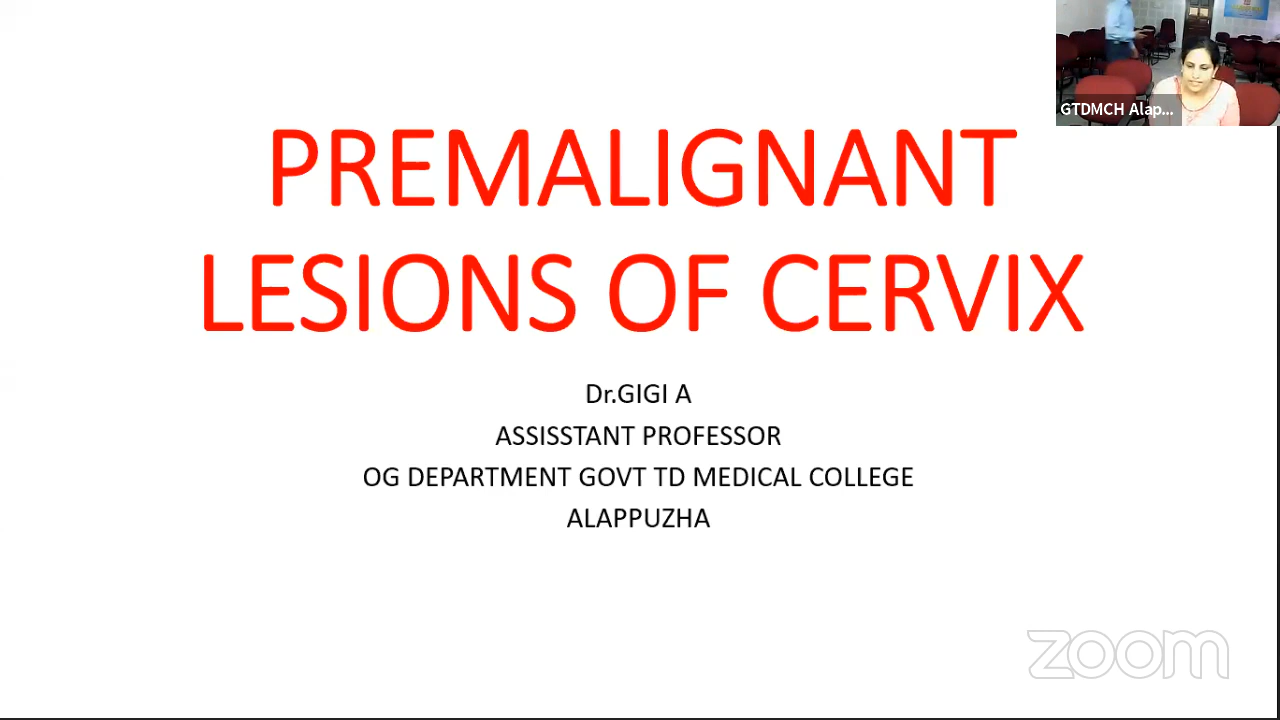 GTDMCH Alap...
PREMALIGNANT
LESIONS OF CERVIX
Dr.GIGI A
ASSISSTANT PROFESSOR
OG DEPARTMENT GOVT TD MEDICAL COLLEGE
ALAPPUZHA
zoom